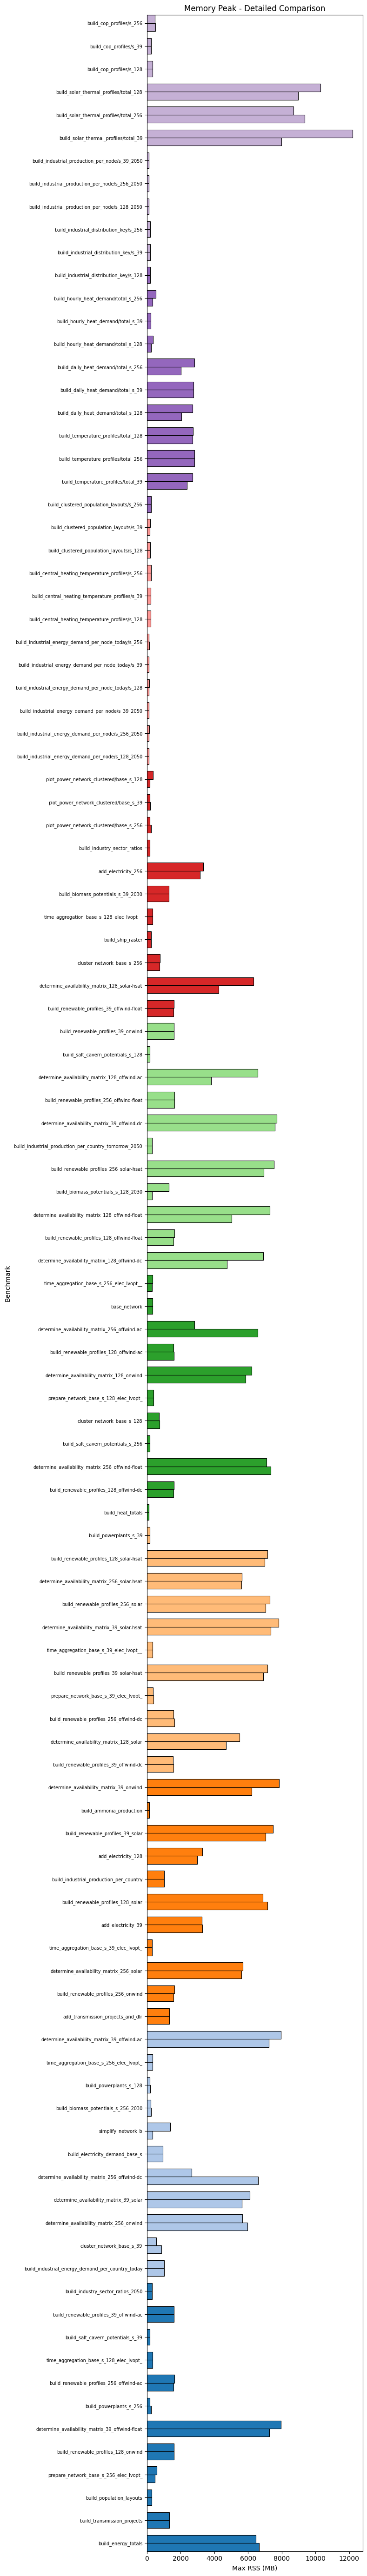 Memory Peak - Detailed Comparison
build_cop_profiles/s_256
build_cop_profiles/s_39
build_cop_profiles/s_128
build_solar_thermal_profiles/total_128
build_solar_thermal_profiles/total_256
build_solar_thermal_profiles/total_39
build_industrial_production_per_node/s_39_2050
build_industrial_production_per_node/s_256_2050
build_industrial_production_per_node/s_128_2050
build_industrial_distribution_key/s_256
build_industrial_distribution_key/s_39
build_industrial_distribution_key/s_128
build_hourly_heat_demand/total_s_256
build_hourly_heat_demand/total_s_39
build_hourly_heat_demand/total_s_128
build_daily_heat_demand/total_s_256
build_daily_heat_demand/total_s_39
build_daily_heat_demand/total_s_128
build_temperature_profiles/total_128
build_temperature_profiles/total_256
build_temperature_profiles/total_39
build_clustered_population_layouts/s_256
build_clustered_population_layouts/s_39
build_clustered_population_layouts/s_128
build_central_heating_temperature_profiles/s_256
build_central_heating_temperature_profiles/s_39
build_central_heating_temperature_profiles/s_128
build_industrial_energy_demand_per_node_today/s_256
build_industrial_energy_demand_per_node_today/s_39
build_industrial_energy_demand_per_node_today/s_128
build_industrial_energy_demand_per_node/s_39_2050
build_industrial_energy_demand_per_node/s_256_2050
build_industrial_energy_demand_per_node/s_128_2050
plot_power_network_clustered/base_s_128
plot_power_network_clustered/base_s_39
plot_power_network_clustered/base_s_256
build_industry_sector_ratios
add_electricity_256
build_biomass_potentials_s_39_2030
time_aggregation_base_s_128_elec_lvopt__
build_ship_raster
cluster_network_base_s_256
determine_availability_matrix_128_solar-hsat
build_renewable_profiles_39_offwind-float
build_renewable_profiles_39_onwind
build_salt_cavern_potentials_s_128
determine_availability_matrix_128_offwind-ac
build_renewable_profiles_256_offwind-float
determine_availability_matrix_39_offwind-dc
build_industrial_production_per_country_tomorrow_2050
build_renewable_profiles_256_solar-hsat
build_biomass_potentials_s_128_2030
determine_availability_matrix_128_offwind-float
build_renewable_profiles_128_offwind-float
determine_availability_matrix_128_offwind-dc
time_aggregation_base_s_256_elec_lvopt__
base_network
determine_availability_matrix_256_offwind-ac
build_renewable_profiles_128_offwind-ac
determine_availability_matrix_128_onwind
prepare_network_base_s_128_elec_lvopt_
cluster_network_base_s_128
build_salt_cavern_potentials_s_256
determine_availability_matrix_256_offwind-float
build_renewable_profiles_128_offwind-dc
build_heat_totals
build_powerplants_s_39
build_renewable_profiles_128_solar-hsat
determine_availability_matrix_256_solar-hsat
build_renewable_profiles_256_solar
determine_availability_matrix_39_solar-hsat
time_aggregation_base_s_39_elec_lvopt__
build_renewable_profiles_39_solar-hsat
prepare_network_base_s_39_elec_lvopt_
build_renewable_profiles_256_offwind-dc
determine_availability_matrix_128_solar
build_renewable_profiles_39_offwind-dc
determine_availability_matrix_39_onwind
build_ammonia_production
build_renewable_profiles_39_solar
add_electricity_128
build_industrial_production_per_country
build_renewable_profiles_128_solar
add_electricity_39
time_aggregation_base_s_39_elec_lvopt_
determine_availability_matrix_256_solar
build_renewable_profiles_256_onwind
add_transmission_projects_and_dlr
determine_availability_matrix_39_offwind-ac
time_aggregation_base_s_256_elec_lvopt_
build_powerplants_s_128
build_biomass_potentials_s_256_2030
simplify_network_b
build_electricity_demand_base_s
determine_availability_matrix_256_offwind-dc
determine_availability_matrix_39_solar
determine_availability_matrix_256_onwind
cluster_network_base_s_39
build_industrial_energy_demand_per_country_today
build_industry_sector_ratios_2050
build_renewable_profiles_39_offwind-ac
build_salt_cavern_potentials_s_39
time_aggregation_base_s_128_elec_lvopt_
build_renewable_profiles_256_offwind-ac
build_powerplants_s_256
determine_availability_matrix_39_offwind-float
build_renewable_profiles_128_onwind
prepare_network_base_s_256_elec_lvopt_
build_population_layouts
build_transmission_projects
build_energy_totals
Benchmark
0 2000 4000 6000 8000 10000 12000
Max RSS (MB)